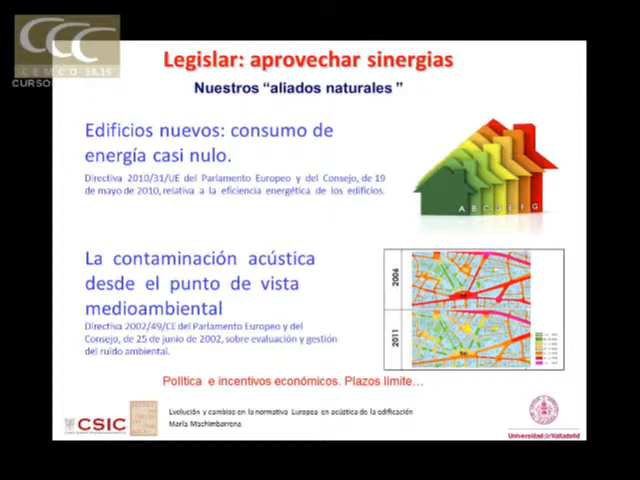 CCC
CEMCO 14.15
CURSO
Legislar: aprovechar sinergias
Nuestros “aliados naturales ”
Edificios nuevos: consumo de
energía casi nulo.
Directiva 2010/31/UE del Parlamento Europeo y del Consejo, de 19
de mayo de 2010, relativa a la eficiencia energética de los edificios.
A B C D E F G
La contaminación acústica
desde el punto de vista
medioambiental
Directiva 2002/49/CE del Parlamento Europeo y del
Consejo, de 25 de junio de 2002, sobre evaluación y gestión
del ruido ambiental.
2006
2011
Política e incentivos económicos. Plazos límite…
CSIC
Evolución y cambios en la normativa Europea en acústica de la edificación
María Machimbarrena
Universidad de Valladolid